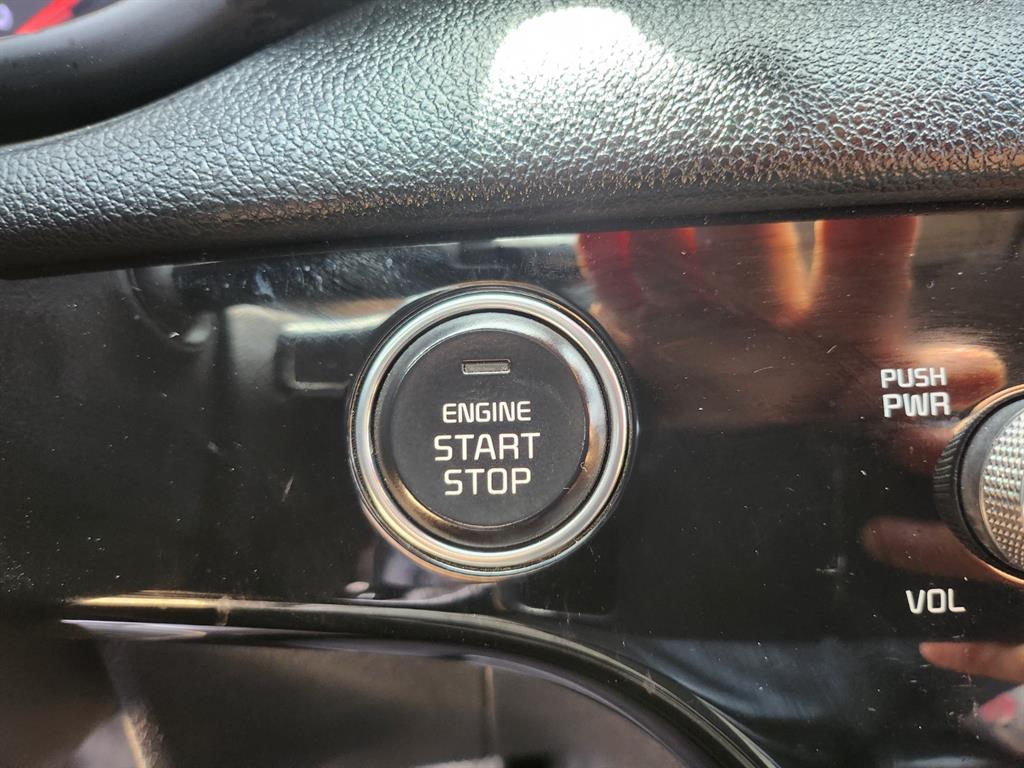 ENGINE
START
STOP
PUSH
PWR
VOL